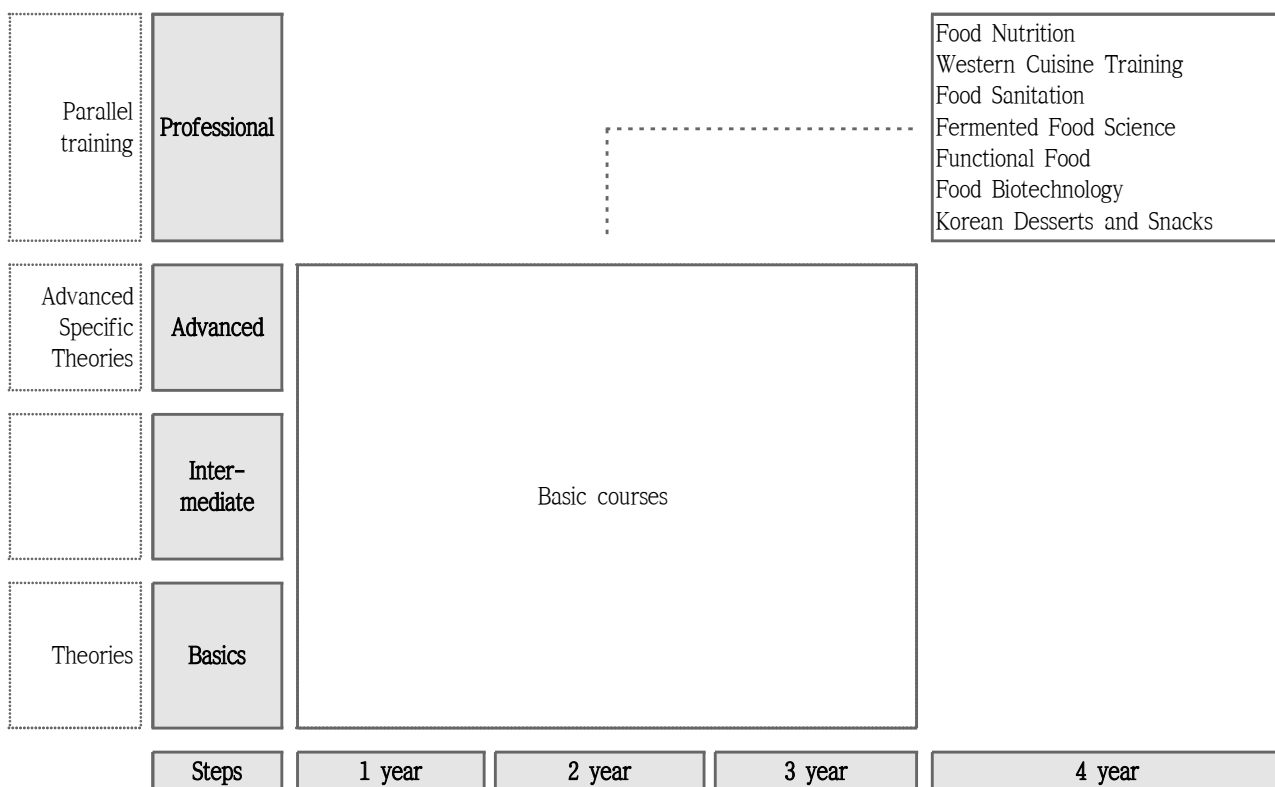 Parallel
training
Professional
Food Nutrition
Western Cuisine Training
Food Sanitation
Fermented Food Science
Functional Food
Food Biotechnology
Korean Desserts and Snacks
Advanced
Specific
Theories
Advanced
Inter-
mediate
Basic courses
Theories
Basics
Steps
1 year
2 year
3 year
4 year